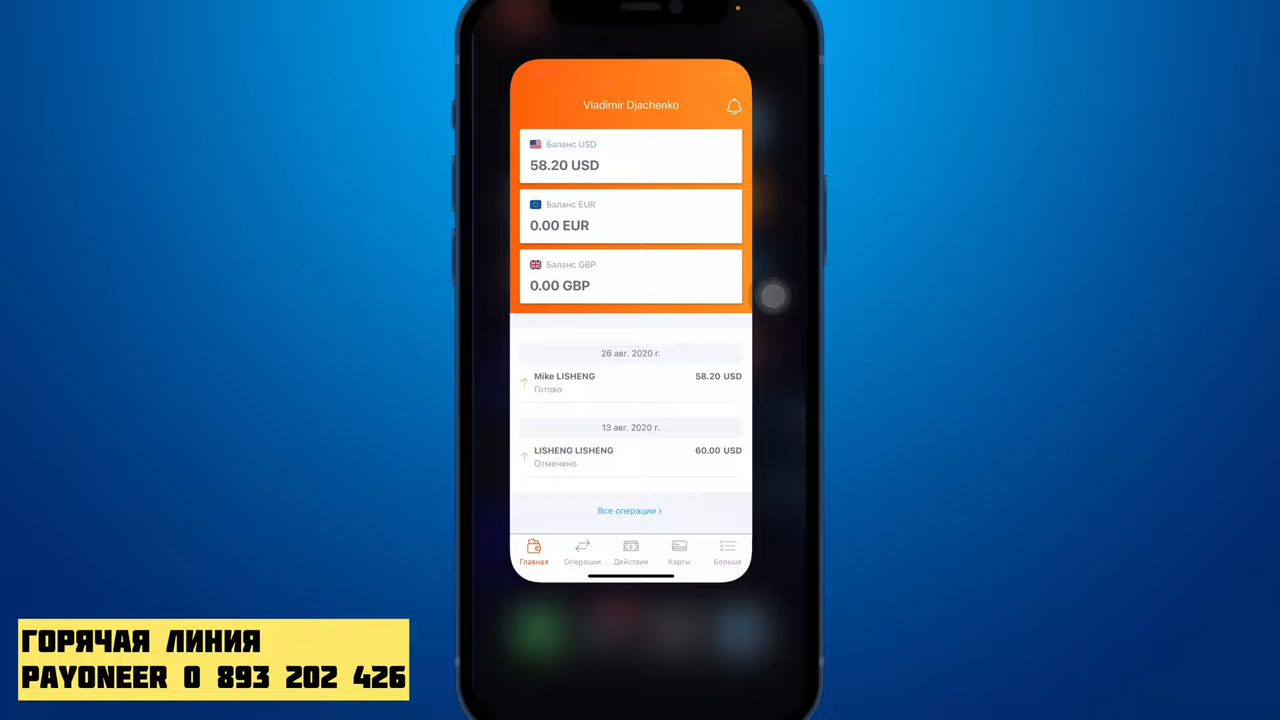 Vladimir Djachenko
Баланс USD
58.20 USD
Баланс EUR
0.00 EUR
Баланс GBP
0.00 GBP
26 авг. 2020 г.
Mike LISHENG 58.20 USD
Готово
13 авг. 2020 г.
LISHENG LISHENG 60.00 USD
Отменено
Все операции >
Главная Операции Действия Карты Больше
ГОРЯЧАЯ ЛИНИЯ
PAYONEER 0 893 202 426